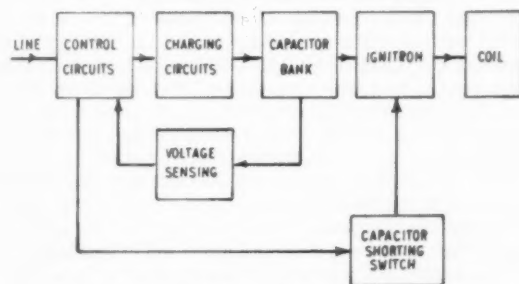 LINE
CONTROL
CIRCUITS
CHARGING
CIRCUITS
CAPACITOR
BANK
IGNITRON
COIL
VOLTAGE
SENSING
CAPACITOR
SHORTING
SWITCH